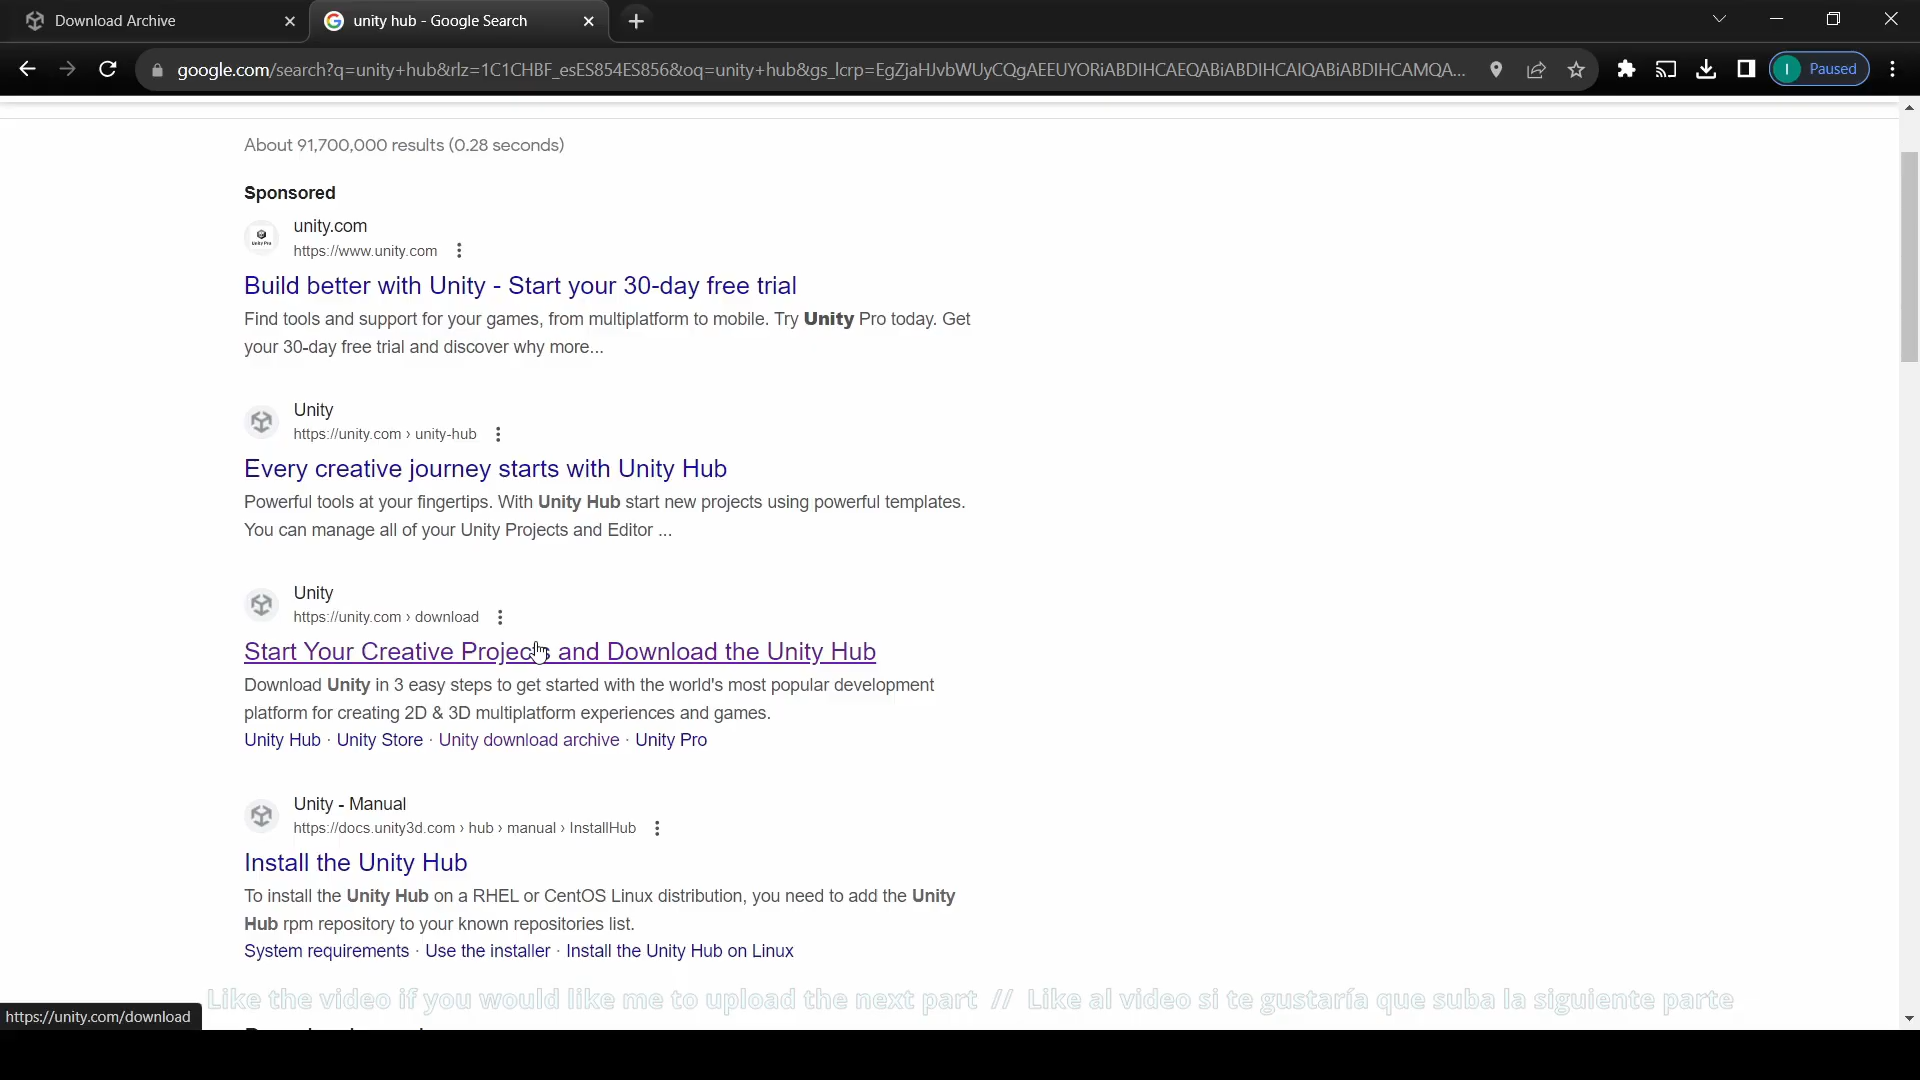 Download Archive
unity hub - Google Search
google.com/search?q=unity+hub&rlz=1C1CHBF_esES854ES856&oq=unity+hub&gs_lcrp=EgZjaHJvbWUyCQgAEEUYORiABDIHCAEQABiABDIHCAIQABiABDIHCAMQA...
I Paused
About 91,700,000 results (0.28 seconds)
Sponsored
unity.com
https://www.unity.com
Build better with Unity - Start your 30-day free trial
Find tools and support for your games, from multiplatform to mobile. Try Unity Pro today. Get
your 30-day free trial and discover why more...
Unity
https://unity.com › unity-hub
Every creative journey starts with Unity Hub
Powerful tools at your fingertips. With Unity Hub start new projects using powerful templates.
You can manage all of your Unity Projects and Editor ...
Unity
https://unity.com › download
Start Your Creative Projects and Download the Unity Hub
Download Unity in 3 easy steps to get started with the world's most popular development
platform for creating 2D & 3D multiplatform experiences and games.
Unity Hub · Unity Store · Unity download archive · Unity Pro
Unity - Manual
https://docs.unity3d.com › hub › manual › InstallHub
Install the Unity Hub
To install the Unity Hub on a RHEL or CentOS Linux distribution, you need to add the Unity
Hub rpm repository to your known repositories list.
System requirements · Use the installer · Install the Unity Hub on Linux
Like the video if you would like me to upload the next part // Like al video si te gustaría que suba la siguiente parte
https://unity.com/download